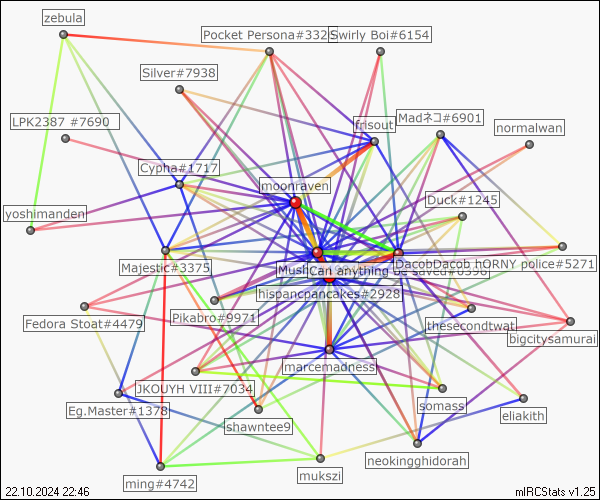 zebula
Pocket Persona#332
Swirly Boi#6154
Silver#7938
LPK2387 #7690
frisout
Madネコ#6901
normalwan
Cypha#1717
moonraven
Duck#1245
yoshimanden
Majestic#3375
Mush
Can anything be saved#6596
DacobDacob
hORNY police#5271
hispancpancakes#2928
Pikabro#9971
Fedora Stoat#4479
thesecondtwat
bigcitysamurai
marcemadness
JKOUYH VIII#7034
Eg.Master#1378
somass
eliakith
shawntee9
neokingghidorah
mukszi
ming#4742
22.10.2024 22:46
mIRCStats v1.25